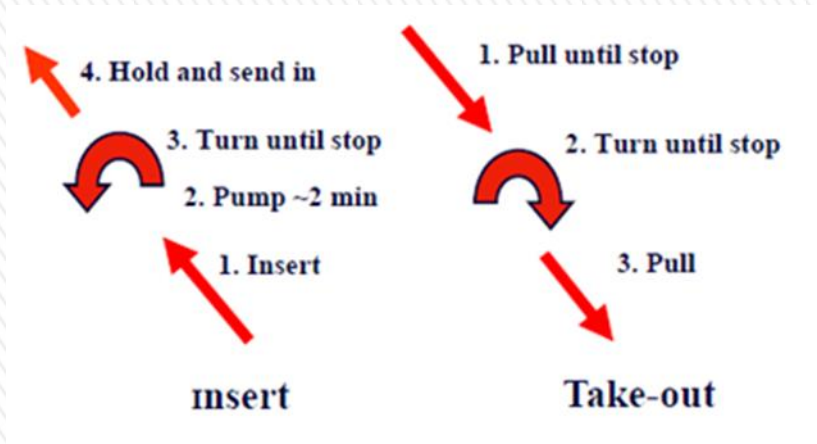 4. Hold and send in
3. Turn until stop
2. Pump ~2 min
1. Insert
Insert
1. Pull until stop
2. Turn until stop
3. Pull
Take-out